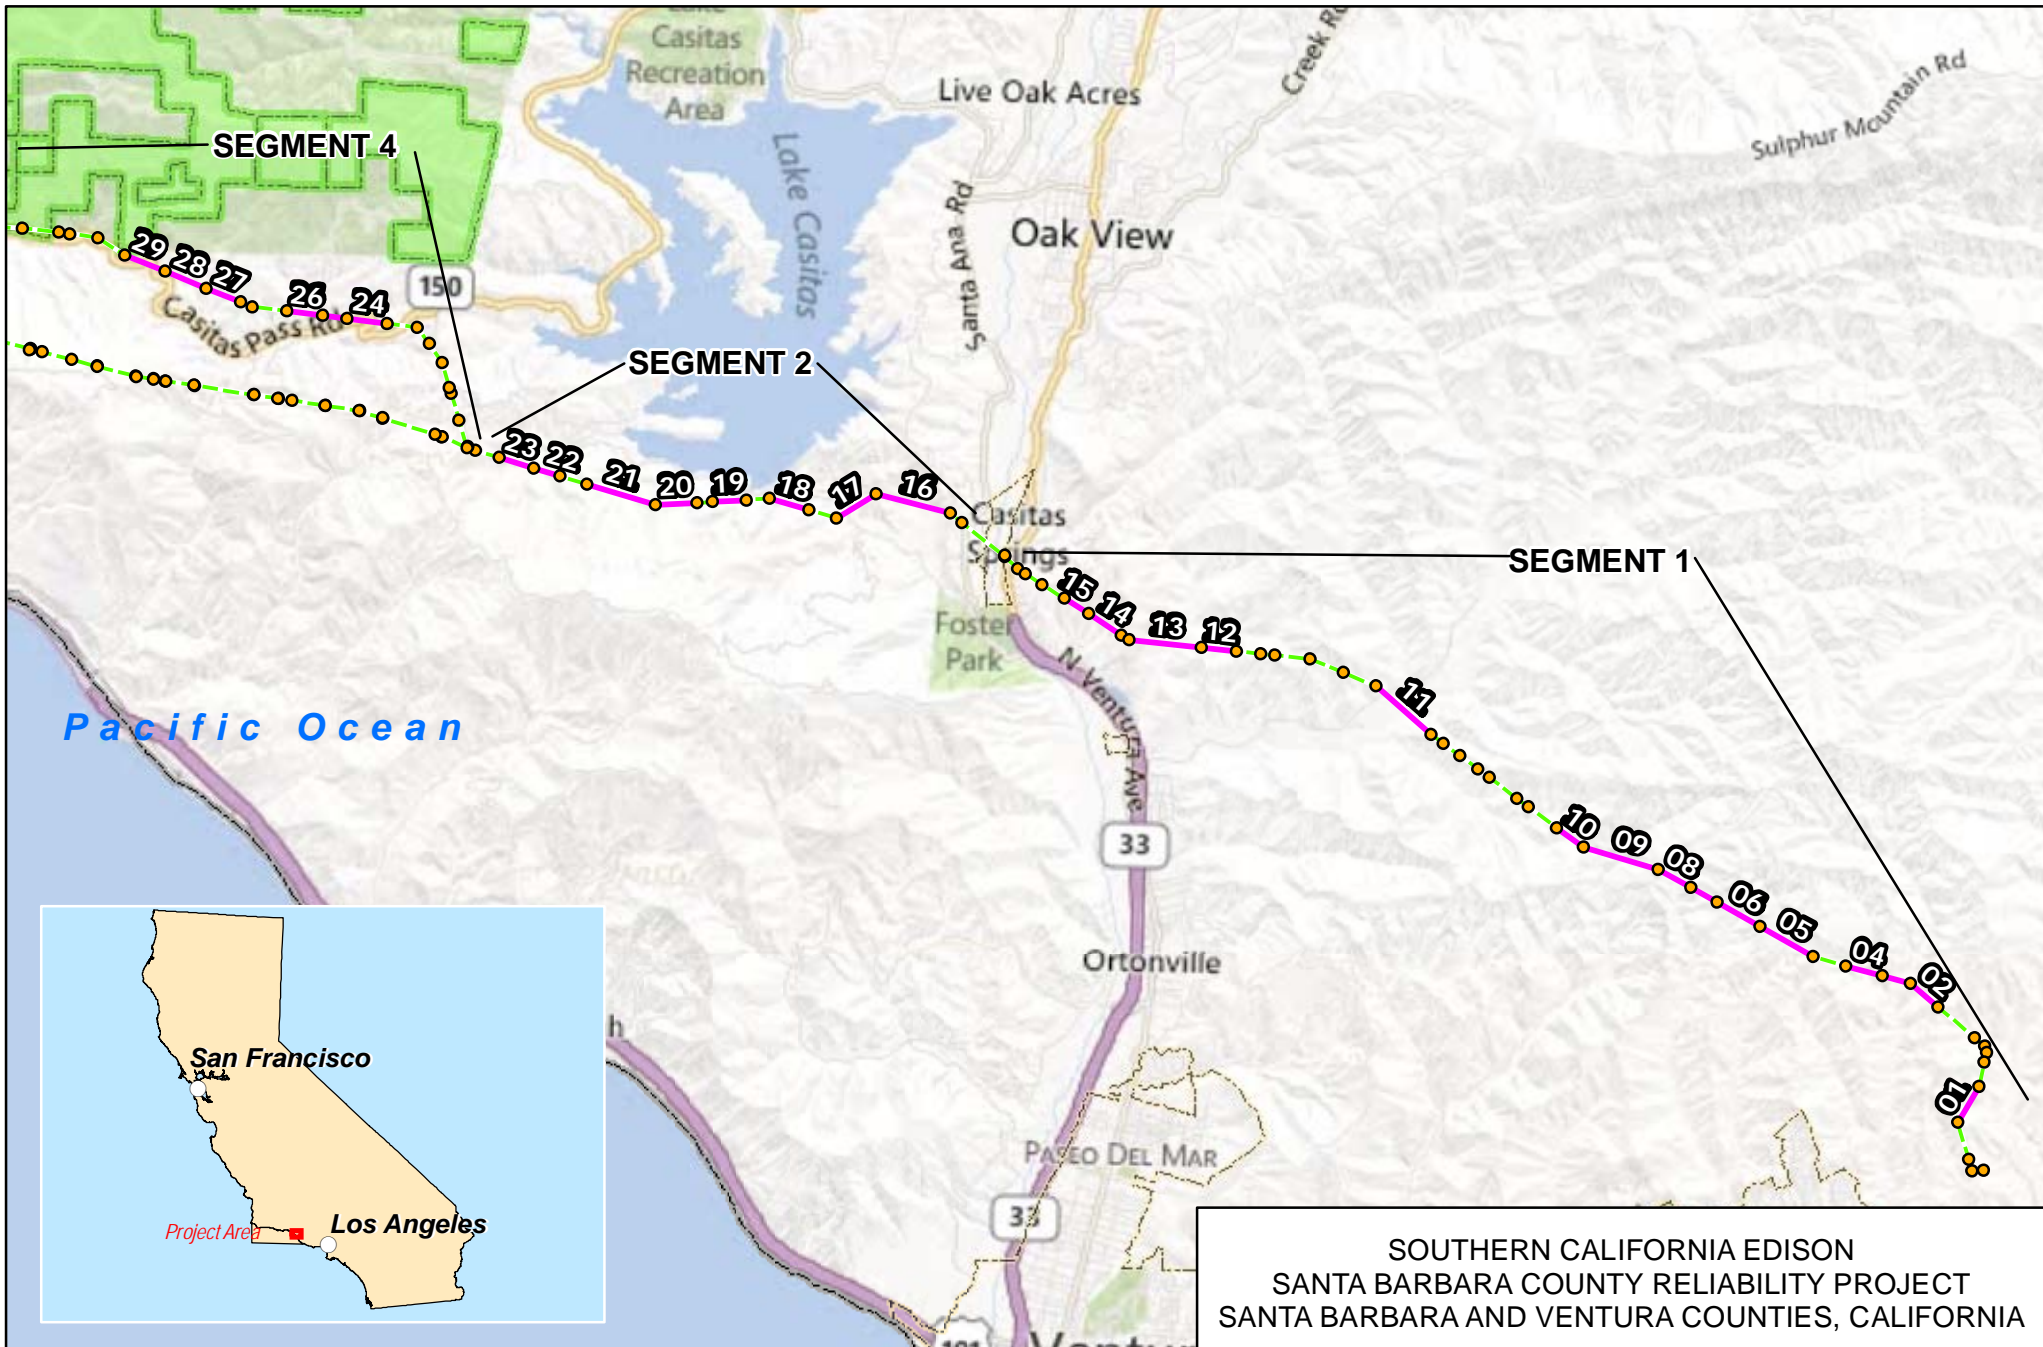 Casitas
Recreation
Area
Live Oak Acres
Creek Rd
Sulphur Mountain Rd
SEGMENT 4
Lake Casitas
Santa Ana Rd
Oak View
150
Casitas Pass Rd
29
28
27
26
24
SEGMENT 2
23
22
21
20
19
18
17
16
Casitas
Springs
SEGMENT 1
15
14
13
12
11
10
09
08
06
05
04
02
01
Foster
Park
N Ventura Ave
Pacific Ocean
33
Ortonville
h
San Francisco
Los Angeles
Project Area
PASEO DEL MAR
33
SOUTHERN CALIFORNIA EDISON
SANTA BARBARA COUNTY RELIABILITY PROJECT
SANTA BARBARA AND VENTURA COUNTIES, CALIFORNIA